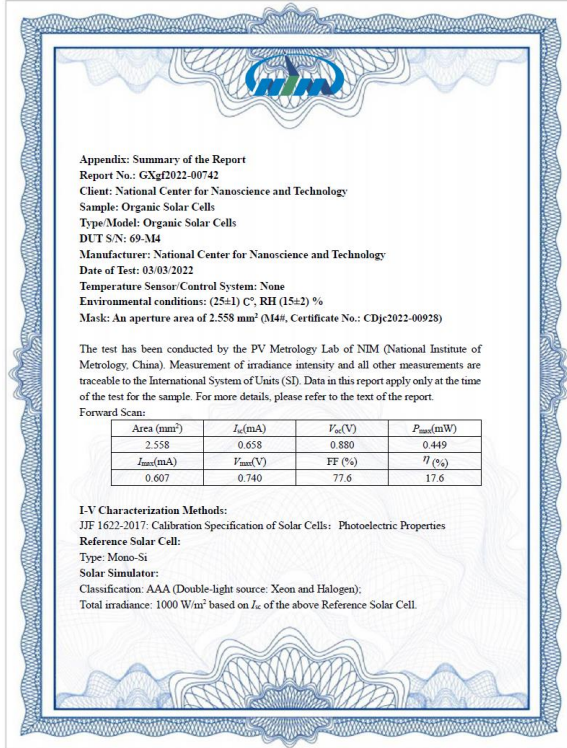 NIM
Appendix: Summary of the Report
Report No.: GXgf2022-00742
Client: National Center for Nanoscience and Technology
Sample: Organic Solar Cells
Type/Model: Organic Solar Cells
DUT S/N: 69-M4
Manufacturer: National Center for Nanoscience and Technology
Date of Test: 03/03/2022
Temperature Sensor/Control System: None
Environmental conditions: (25±1) C°, RH (15±2) %
Mask: An aperture area of 2.558 mm² (M4#, Certificate No.: CDjc2022-00928)
The test has been conducted by the PV Metrology Lab of NIM (National Institute of
Metrology, China). Measurement of irradiance intensity and all other measurements are
traceable to the International System of Units (SI). Data in this report apply only at the time
of the test for the sample. For more details, please refer to the text of the report.
Forward Scan:
Area (mm²) Isc(mA) Voc(V) Pmax(mW)
2.558 0.658 0.880 0.449
Imax(mA) Vmax(V) FF (%) η (%)
0.607 0.740 77.6 17.6
I-V Characterization Methods:
JJF 1622-2017: Calibration Specification of Solar Cells: Photoelectric Properties
Reference Solar Cell:
Type: Mono-Si
Solar Simulator:
Classification: AAA (Double-light source: Xeon and Halogen);
Total irradiance: 1000 W/m² based on Isc of the above Reference Solar Cell.